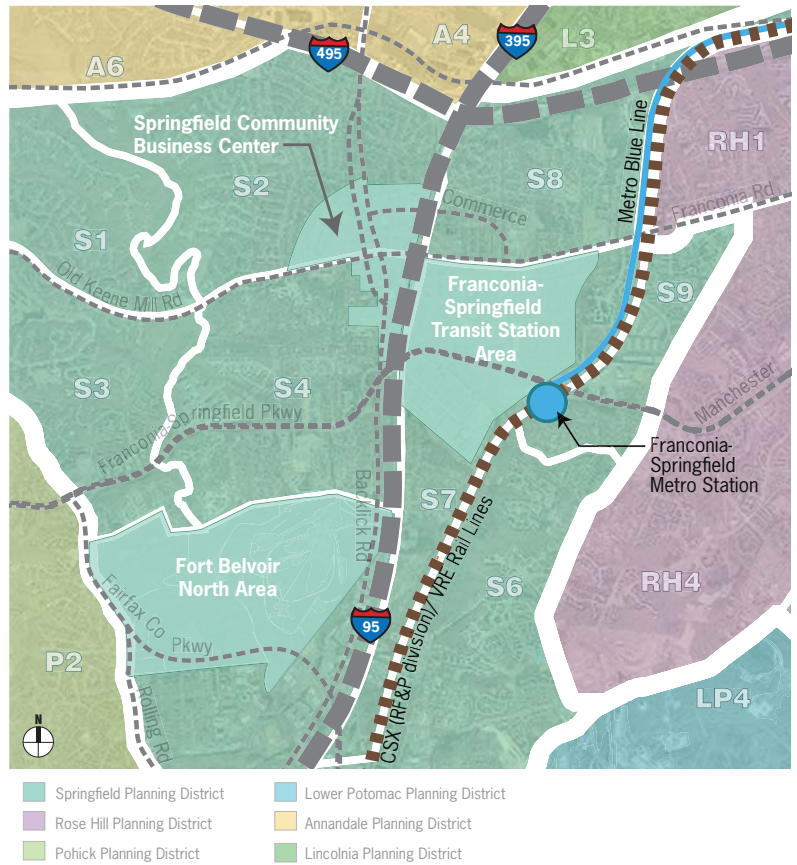 495
395
A6
A4
L3
Springfield Community
Business Center
S2
S8
RH1
Metro Blue Line
Commerce
Franconia Rd
S1
Old Keene Mill Rd
Franconia-
Springfield
Transit Station
Area
S9
S3
S4
Franconia-Springfield Pkwy
Manchester
Franconia-
Springfield
Metro Station
Backlick Rd
S7
CSX (RF&P division)/ VRE Rail Lines
S6
Fort Belvoir
North Area
RH4
95
Fairfax Co Pkwy
P2
Rolling Rd
LP4
N
Springfield Planning District
Rose Hill Planning District
Pohick Planning District
Lower Potomac Planning District
Annandale Planning District
Lincolnia Planning District